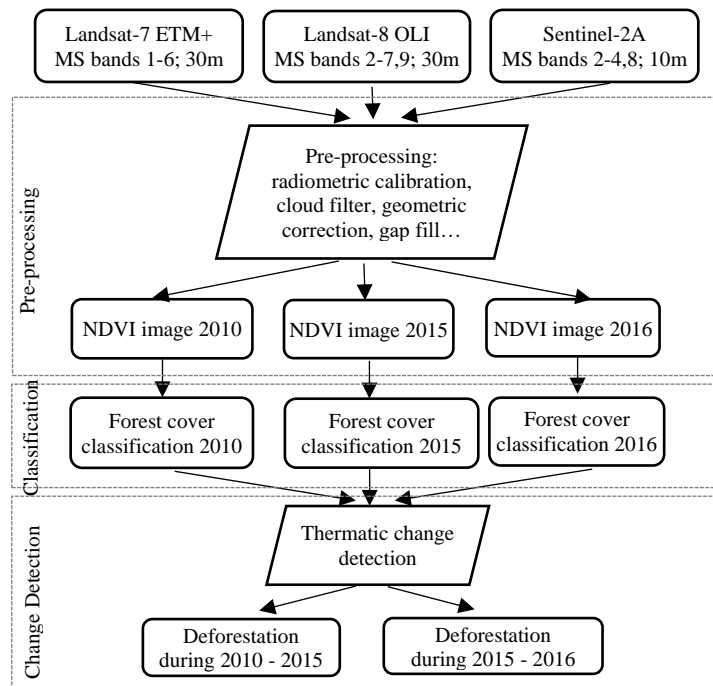 Landsat-7 ETM+
MS bands 1-6; 30m
Landsat-8 OLI
MS bands 2-7,9; 30m
Sentinel-2A
MS bands 2-4,8; 10m
Pre-processing
Pre-processing:
radiometric calibration,
cloud filter, geometric
correction, gap fill…
NDVI image 2010
NDVI image 2015
NDVI image 2016
Classification
Forest cover
classification 2010
Forest cover
classification 2015
Forest cover
classification 2016
Change Detection
Thematic change
detection
Deforestation
during 2010 - 2015
Deforestation
during 2015 - 2016